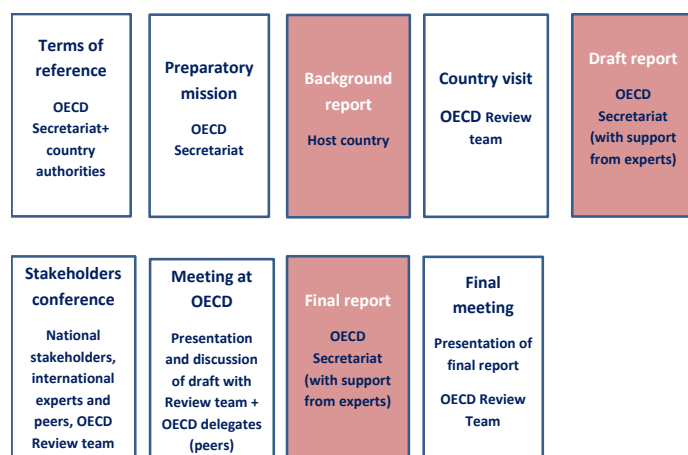 Terms of
reference
OECD
Secretariat+
country
authorities
Preparatory
mission
OECD
Secretariat
Background
report
Host country
Country visit
OECD Review
team
Draft report
OECD
Secretariat
(with support
from experts)
Stakeholders
conference
National
stakeholders,
international
experts and
peers, OECD
Review team
Meeting at
OECD
Presentation
and discussion
of draft with
Review team +
OECD delegates
(peers)
Final report
OECD
Secretariat
(with support
from experts)
Final
meeting
Presentation of
final report
OECD Review
Team